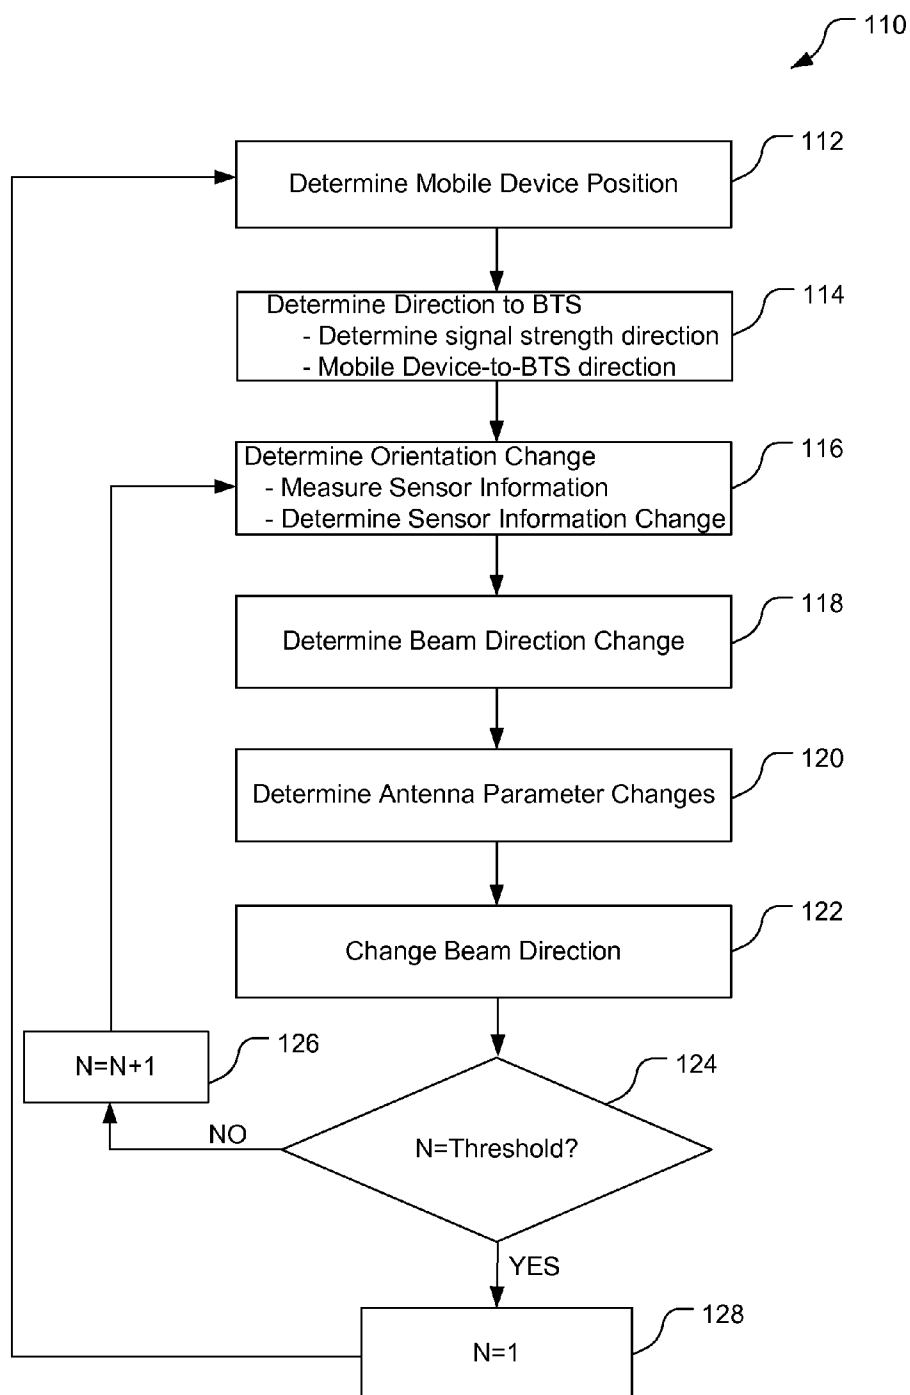 110
112
Determine Mobile Device Position
114
Determine Direction to BTS
- Determine signal strength direction
- Mobile Device-to-BTS direction
116
Determine Orientation Change
- Measure Sensor Information
- Determine Sensor Information Change
118
Determine Beam Direction Change
120
Determine Antenna Parameter Changes
122
Change Beam Direction
126
N=N+1
124
NO
N=Threshold?
YES
128
N=1